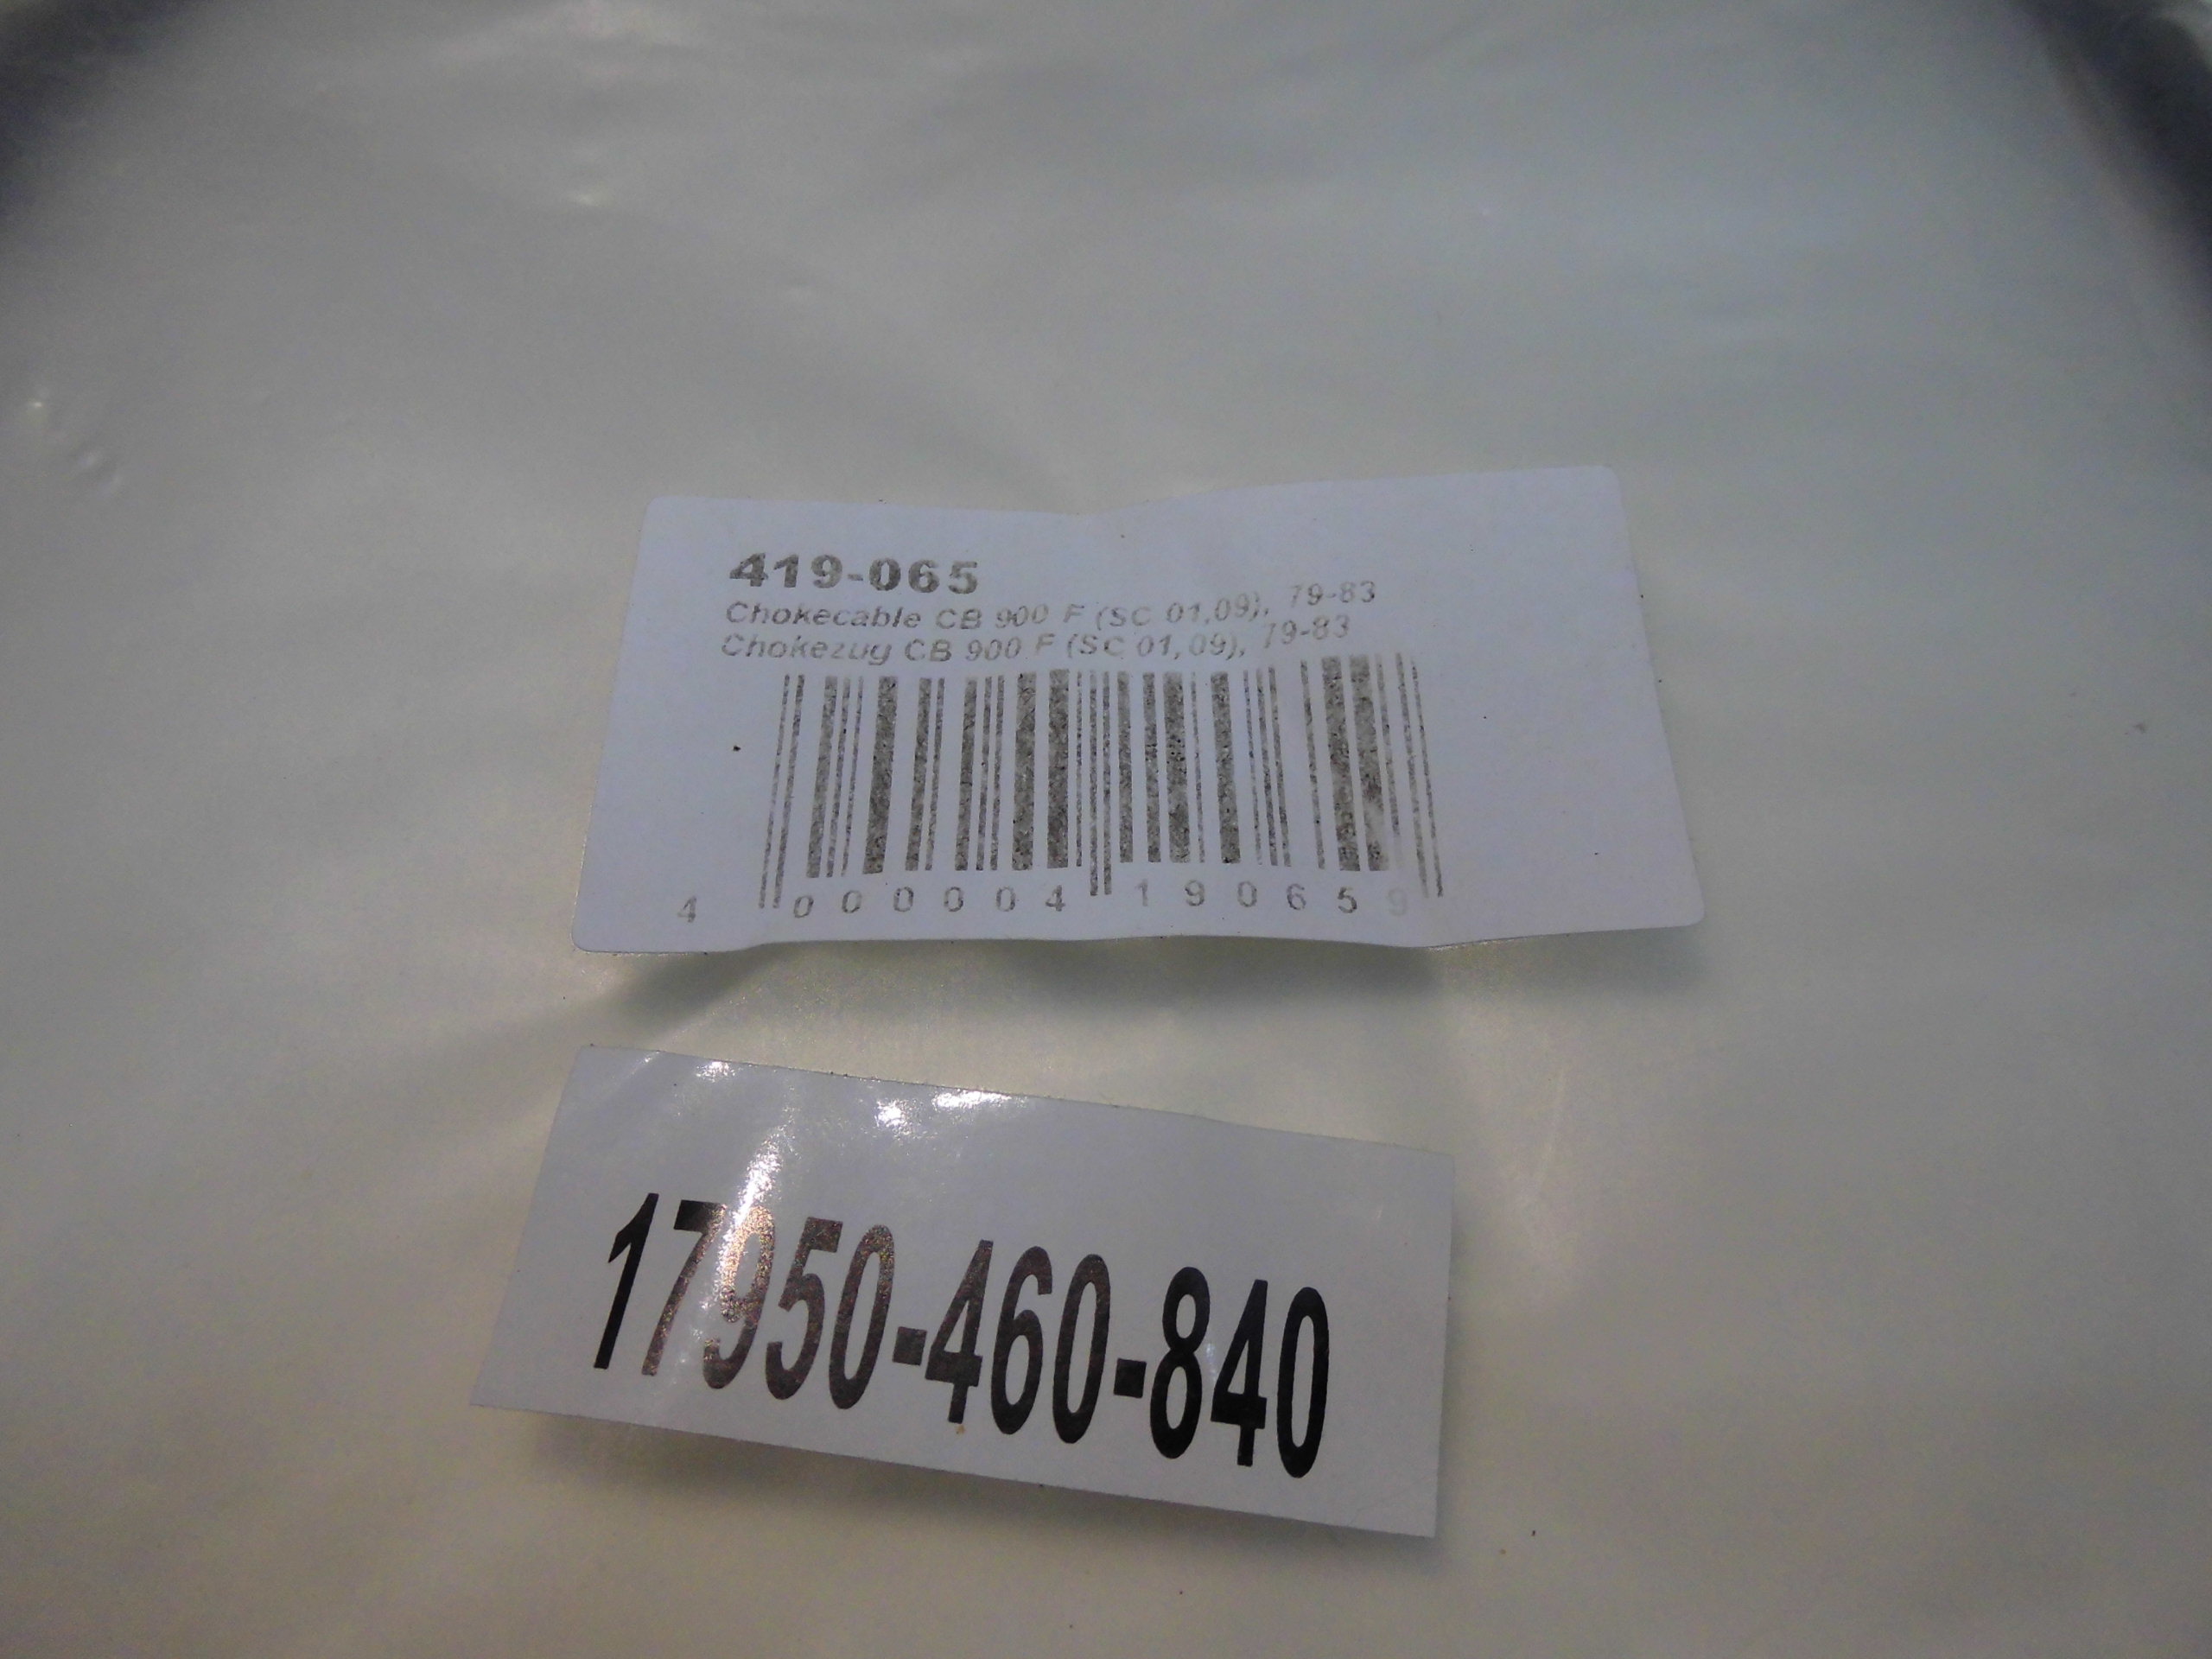 419-065
Chokecable CB 900 F (SC 01,09), 79-83
Chokezug CB 900 F (SC 01,09), 79-83
4 000004 190659
17950-460-840